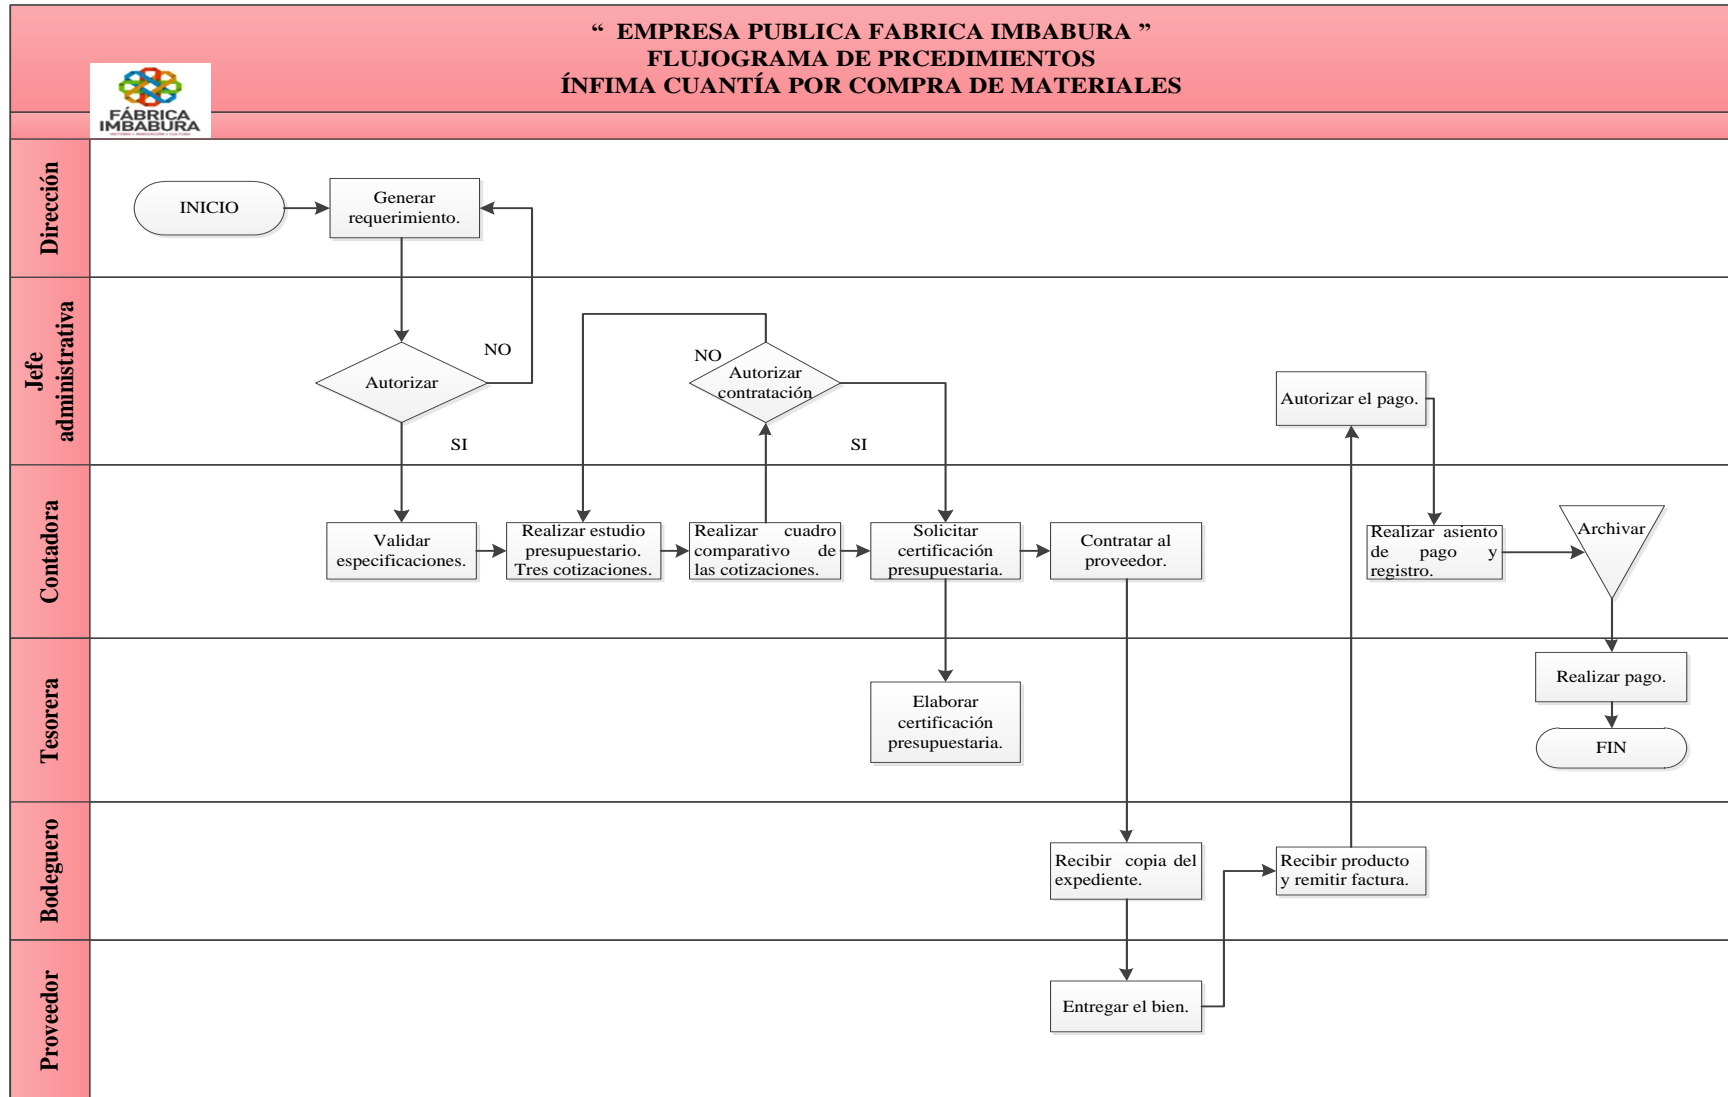 “ EMPRESA PUBLICA FABRICA IMBABURA ”
FLUJOGRAMA DE PRCEDIMIENTOS
ÍNFIMA CUANTÍA POR COMPRA DE MATERIALES
FÁBRICA
IMBABURA
Dirección
INICIO
Generar
requerimiento.
Jefe
administrativa
Autorizar
NO
SI
NO
Autorizar
contratación
SI
Autorizar el pago.
Contadora
Validar
especificaciones.
Realizar estudio
presupuestario.
Tres cotizaciones.
Realizar cuadro
comparativo de
las cotizaciones.
Solicitar
certificación
presupuestaria.
Contratar al
proveedor.
Realizar asiento
de pago y
registro.
Archivar
Tesorera
Elaborar
certificación
presupuestaria.
Realizar pago.
FIN
Bodeguero
Recibir copia del
expediente.
Recibir producto
y remitir factura.
Proveedor
Entregar el bien.